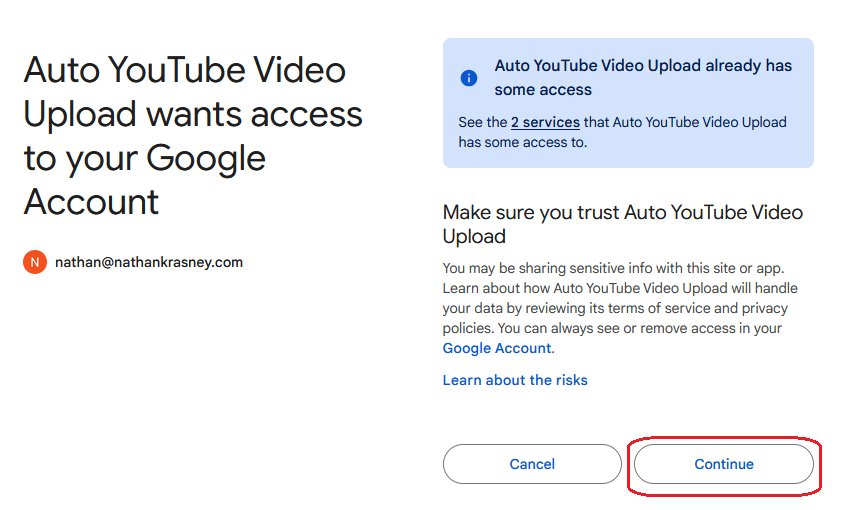 Auto YouTube Video
Upload wants access
to your Google
Account
N nathan@nathankrasney.com
Auto YouTube Video Upload already has
some access
See the 2 services that Auto YouTube Video Upload
has some access to.
Make sure you trust Auto YouTube Video
Upload
You may be sharing sensitive info with this site or app.
Learn about how Auto YouTube Video Upload will handle
your data by reviewing its terms of service and privacy
policies. You can always see or remove access in your
Google Account.
Learn about the risks
Cancel
Continue